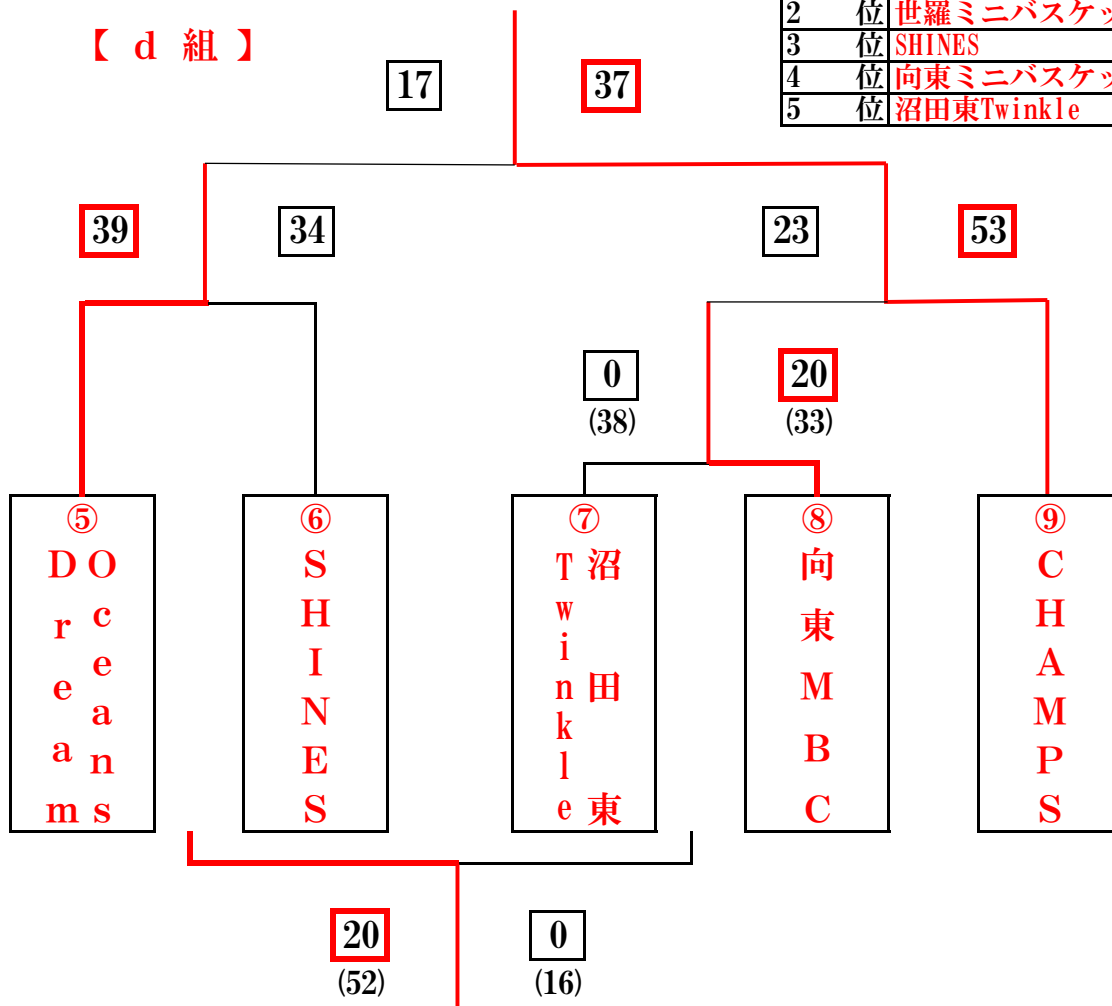 【 d 組 】
2 位 世羅ミニバスケッ
3 位 SHINES
4 位 向東ミニバスケッ
5 位 沼田東Twinkle
17
37
39
34
23
53
0
(38)
20
(33)
⑤
Oceans
Dream
⑥
SHINES
⑦
沼田東
Twinkle
⑧
向東MBC
⑨
CHAMPS
20
(52)
0
(16)